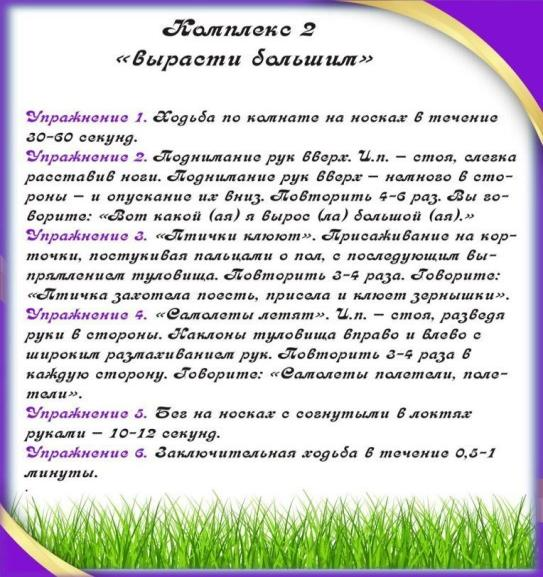 Комплекс 2
«вырасти большим»
Упражнение 1. Ходьба по комнате на носках в течение
30-60 секунд.
Упражнение 2. Поднимание рук вверх. И.п. – стоя, слегка
расставив ноги. Поднимание рук вверх – немного в сто-
роны – и опускание их вниз. Повторить 4-6 раз. Вы го-
ворите: «Вот какой (ая) я вырос (ла) большой (ая).»
Упражнение 3. «Птички клюют». Присаживание на кор-
точки, постукивая пальцами о пол, с последующим вы-
прямлением туловища. Повторить 3-4 раза. Говорите:
«Птичка захотела поесть, присела и клюет зернышки».
Упражнение 4. «Самолеты летят». И.п. – стоя, разведя
руки в стороны. Наклоны туловища вправо и влево с
широким размахиванием рук. Повторить 3-4 раза в
каждую сторону. Говорите: «Самолеты полетели, поле-
тели».
Упражнение 5. Бег на носках с согнутыми в локтях
руками – 10-12 секунд.
Упражнение 6. Заключительная ходьба в течение 0,5-1
минуты.
.